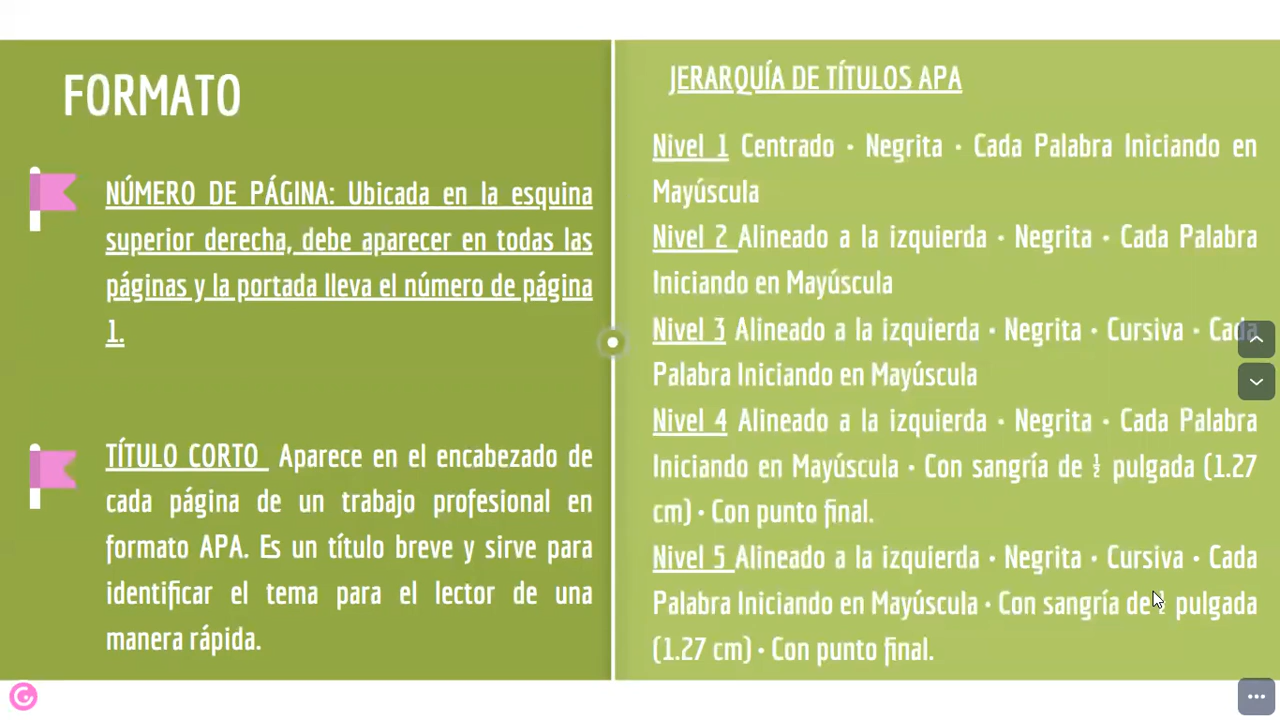 FORMATO
NÚMERO DE PÁGINA: Ubicada en la esquina
superior derecha, debe aparecer en todas las
páginas y la portada lleva el número de página
1.
TÍTULO CORTO Aparece en el encabezado de
cada página de un trabajo profesional en
formato APA. Es un título breve y sirve para
identificar el tema para el lector de una
manera rápida.
JERARQUÍA DE TÍTULOS APA
Nivel 1 Centrado · Negrita · Cada Palabra Iniciando en
Mayúscula
Nivel 2 Alineado a la izquierda · Negrita · Cada Palabra
Iniciando en Mayúscula
Nivel 3 Alineado a la izquierda · Negrita · Cursiva · Cada
Palabra Iniciando en Mayúscula
Nivel 4 Alineado a la izquierda · Negrita · Cada Palabra
Iniciando en Mayúscula · Con sangría de ½ pulgada (1.27
cm) · Con punto final.
Nivel 5 Alineado a la izquierda · Negrita · Cursiva · Cada
Palabra Iniciando en Mayúscula · Con sangría de ½ pulgada
(1.27 cm) · Con punto final.